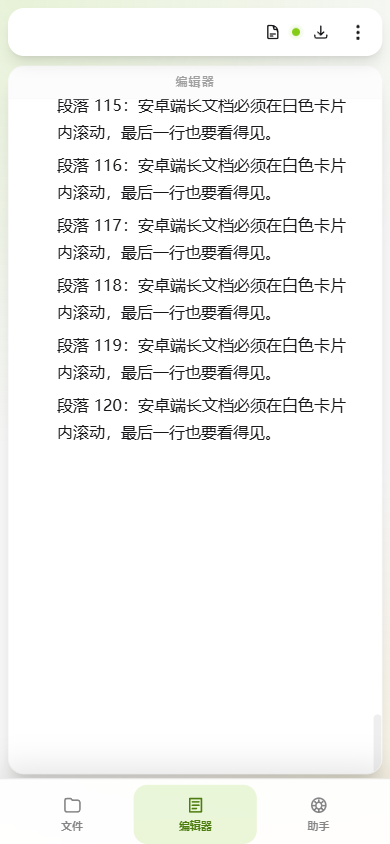 编辑器
段落 115：安卓端长文档必须在白色卡片
内滚动，最后一行也要看得见。
段落 116：安卓端长文档必须在白色卡片
内滚动，最后一行也要看得见。
段落 117：安卓端长文档必须在白色卡片
内滚动，最后一行也要看得见。
段落 118：安卓端长文档必须在白色卡片
内滚动，最后一行也要看得见。
段落 119：安卓端长文档必须在白色卡片
内滚动，最后一行也要看得见。
段落 120：安卓端长文档必须在白色卡片
内滚动，最后一行也要看得见。
文件
编辑器
助手